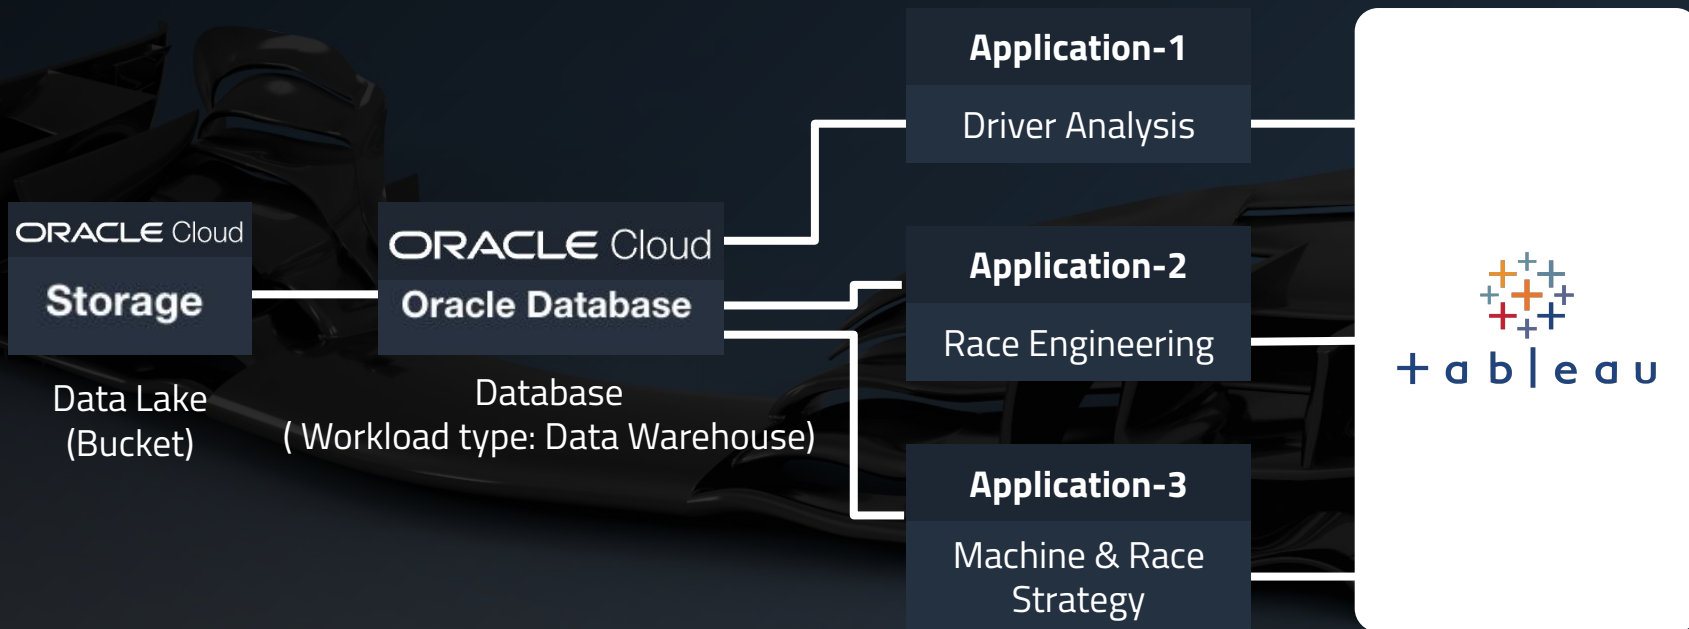 ORACLE Cloud
Storage
Data Lake
(Bucket)
ORACLE Cloud
Oracle Database
Database
( Workload type: Data Warehouse)
Application-1
Driver Analysis
Application-2
Race Engineering
Application-3
Machine & Race
Strategy
+ableau